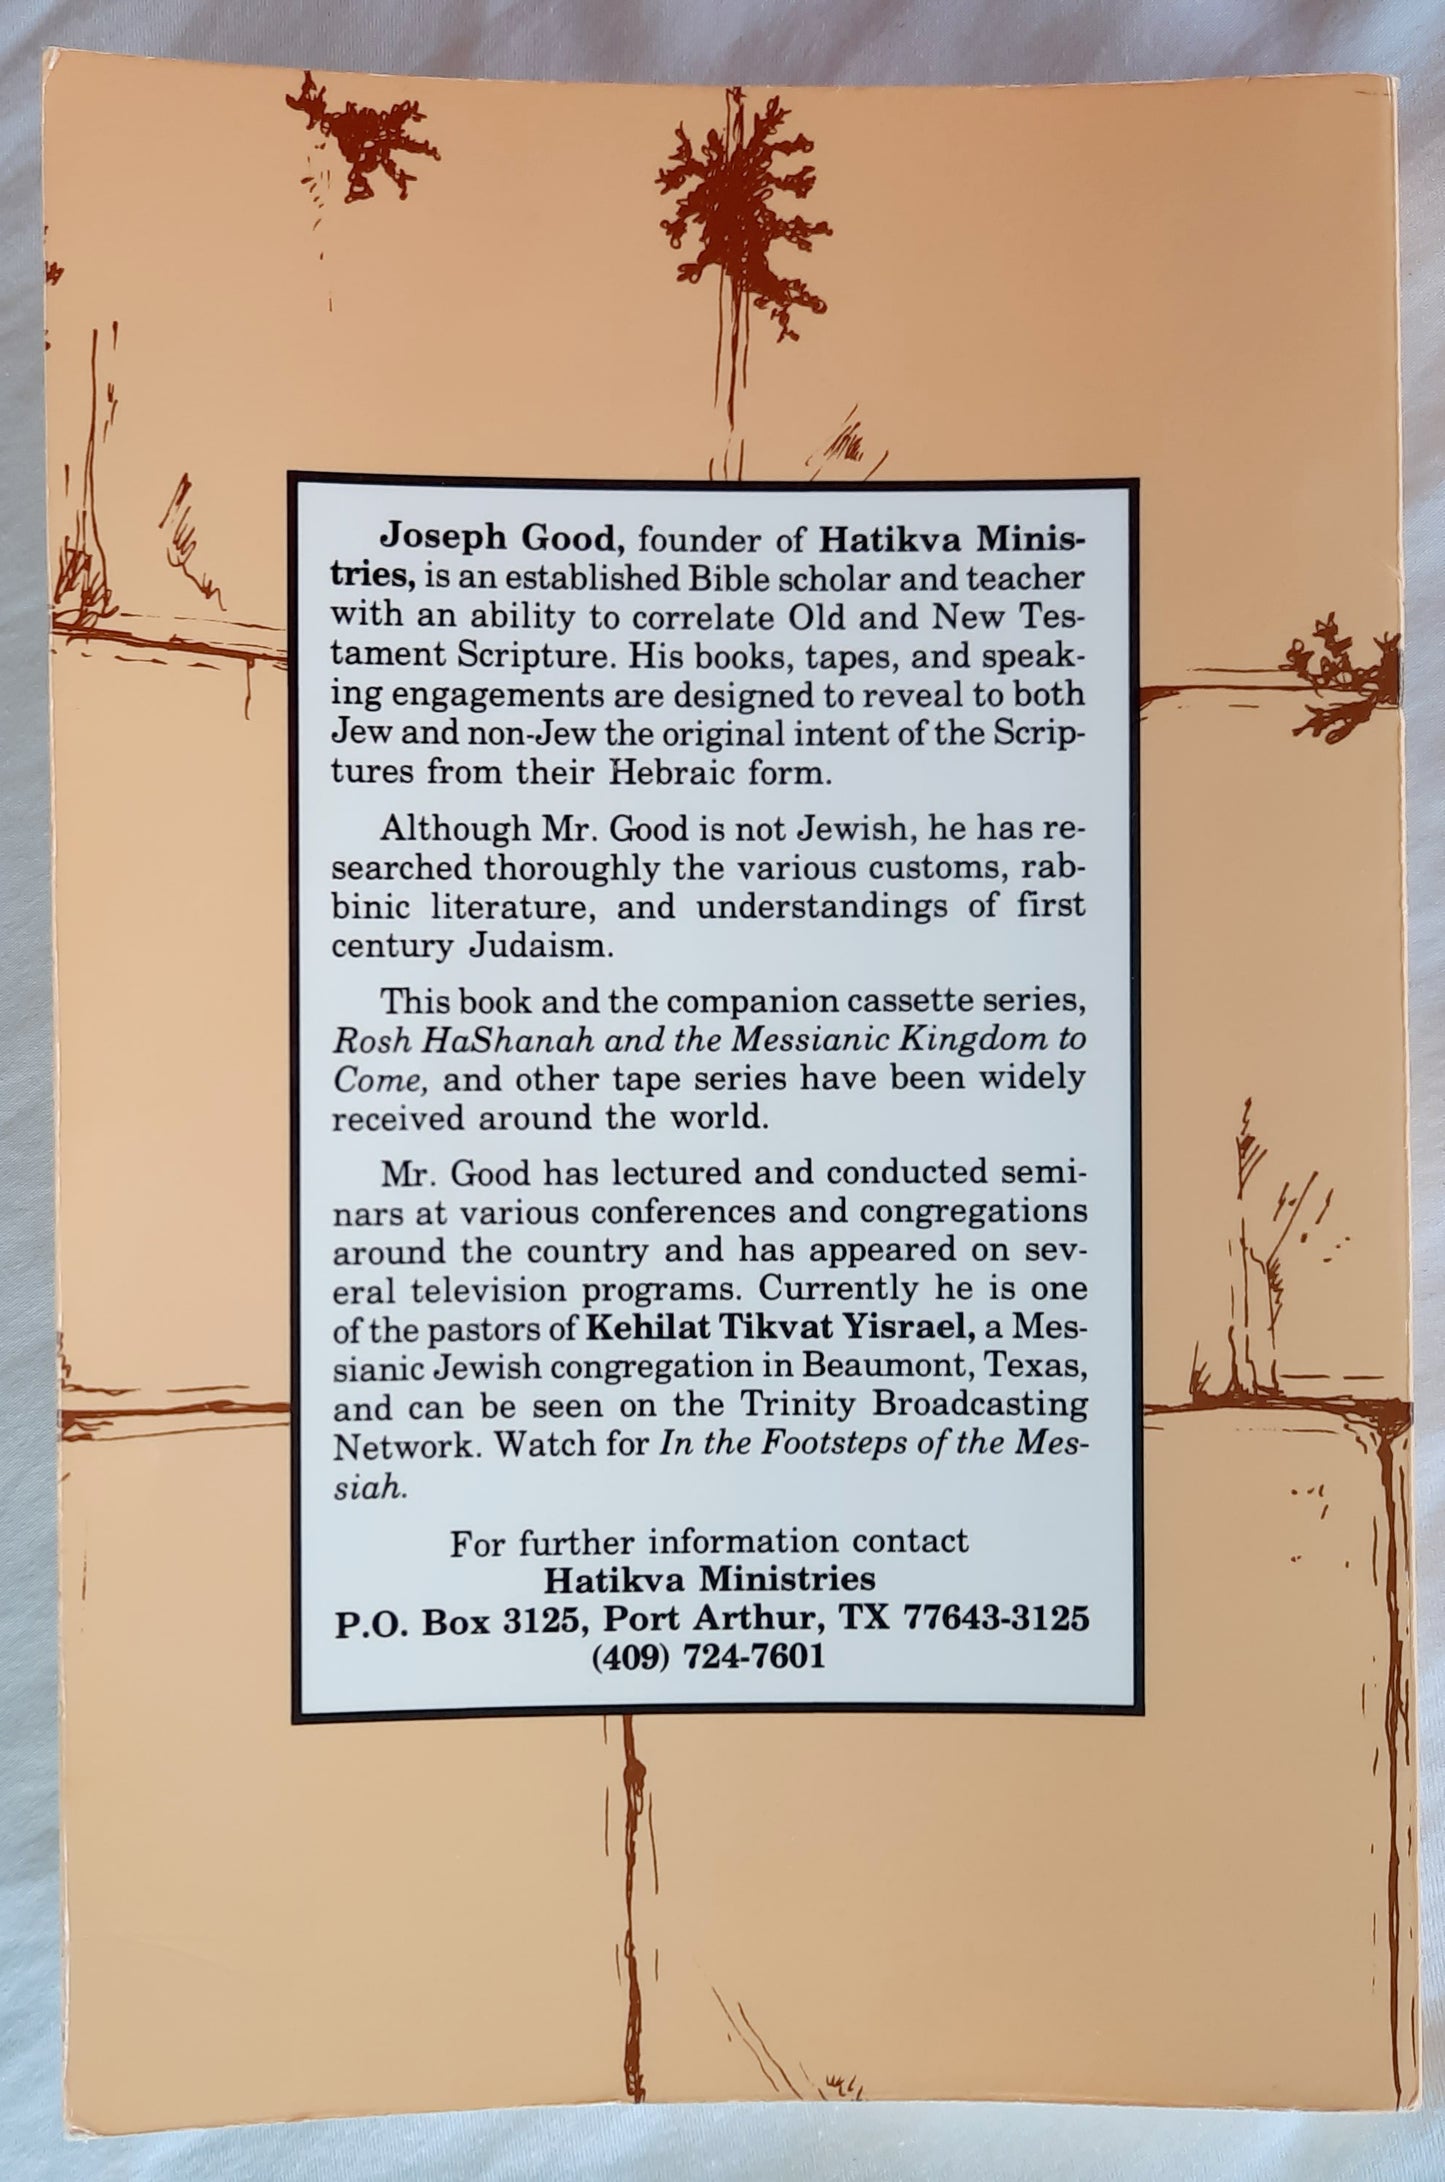 Joseph Good, founder of Hatikva Minis-
tries, is an established Bible scholar and teacher
with an ability to correlate Old and New Tes-
tament Scripture. His books, tapes, and speak-
ing engagements are designed to reveal to both
Jew and non-Jew the original intent of the Scrip-
tures from their Hebraic form.
Although Mr. Good is not Jewish, he has re-
searched thoroughly the various customs, rab-
binic literature, and understandings of first
century Judaism.
This book and the companion cassette series,
Rosh HaShanah and the Messianic Kingdom to
Come, and other tape series have been widely
received around the world.
Mr. Good has lectured and conducted semi-
nars at various conferences and congregations
around the country and has appeared on sev-
eral television programs. Currently he is one
of the pastors of Kehilat Tikvat Yisrael, a Mes-
sianic Jewish congregation in Beaumont, Texas,
and can be seen on the Trinity Broadcasting
Network. Watch for In the Footsteps of the Mes-
siah.
For further information contact
Hatikva Ministries
P.O. Box 3125, Port Arthur, TX 77643-3125
(409) 724-7601